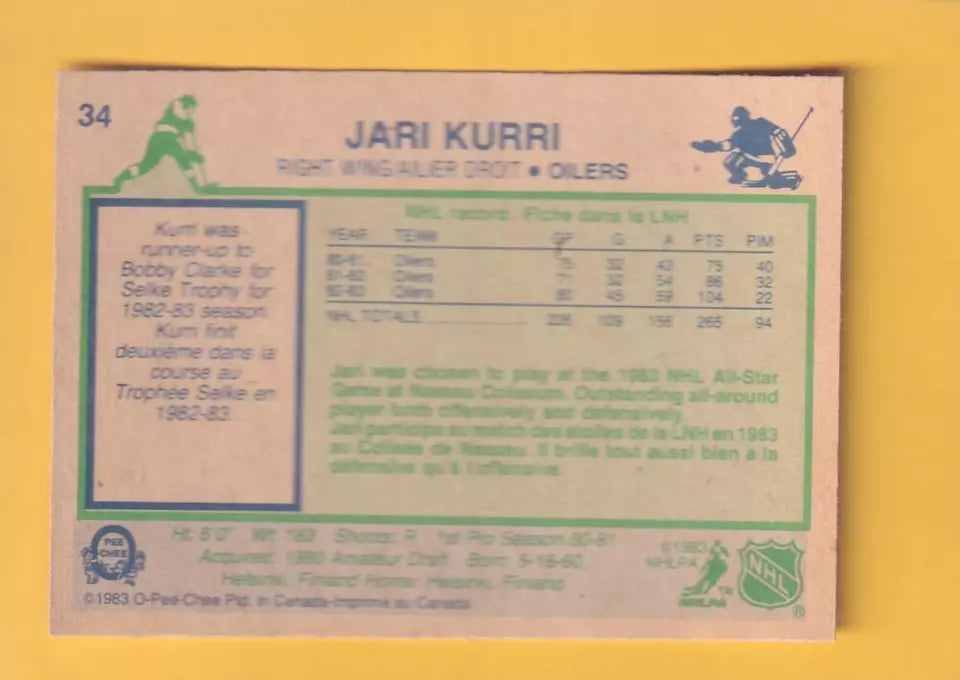 34
JARI KURRI
RIGHT WING/AILIER DROIT • OILERS
Kurri was
runner-up to
Bobby Clarke for
Selke Trophy for
1982-83 season.
Kurri finit
deuxième dans la
course au
Trophée Selke en
1982-83.
NHL record. Fiche dans la LNH
YEAR TEAM GP G A PTS PIM
80-81 Oilers 75 32 43 75 40
81-82 Oilers 71 32 54 86 32
82-83 Oilers 80 45 59 104 22
NHL TOTALS 226 109 156 265 94
Jari was chosen to play at the 1983 NHL All-Star
Game at Nassau Coliseum. Outstanding all-around
player both offensively and defensively.
Jari participa au match des étoiles de la LNH en 1983
au Colisée de Nassau. Il brille tout aussi bien à la
défensive qu'à l'offensive.
Ht: 6'0" Wt: 183 Shoots: R 1st Pro Season: 80-81
Acquired: 1980 Amateur Draft Born: 5-18-60,
Helsinki, Finland Home: Helsinki, Finland
O
PEE
CHEE
©1983 O-Pee-Chee Ptd. in Canada-Imprimé au Canada
©1983
NHLPA
TM
NHLPA
NHL
®